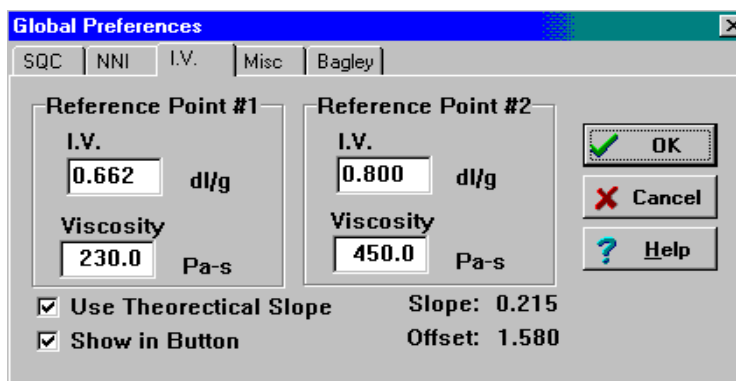 Global Preferences
SQC NNI I.V. Misc Bagley
Reference Point #1
I.V.
0.662 dl/g
Viscosity
230.0 Pa-s
Reference Point #2
I.V.
0.800 dl/g
Viscosity
450.0 Pa-s
OK
Cancel
Help
Use Theorectical Slope
Show in Button
Slope: 0.215
Offset: 1.580